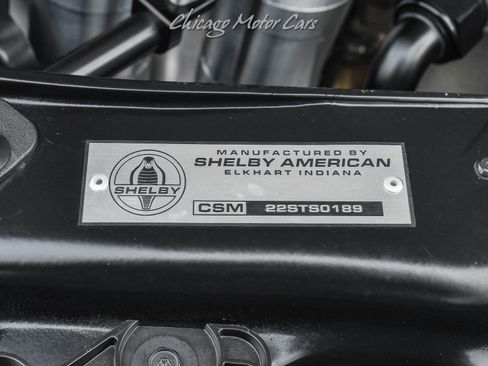 Chicago Motor Cars
MANUFACTURED BY
SHELBY AMERICAN
ELKHART INDIANA
SHELBY
CSM 22STS0189